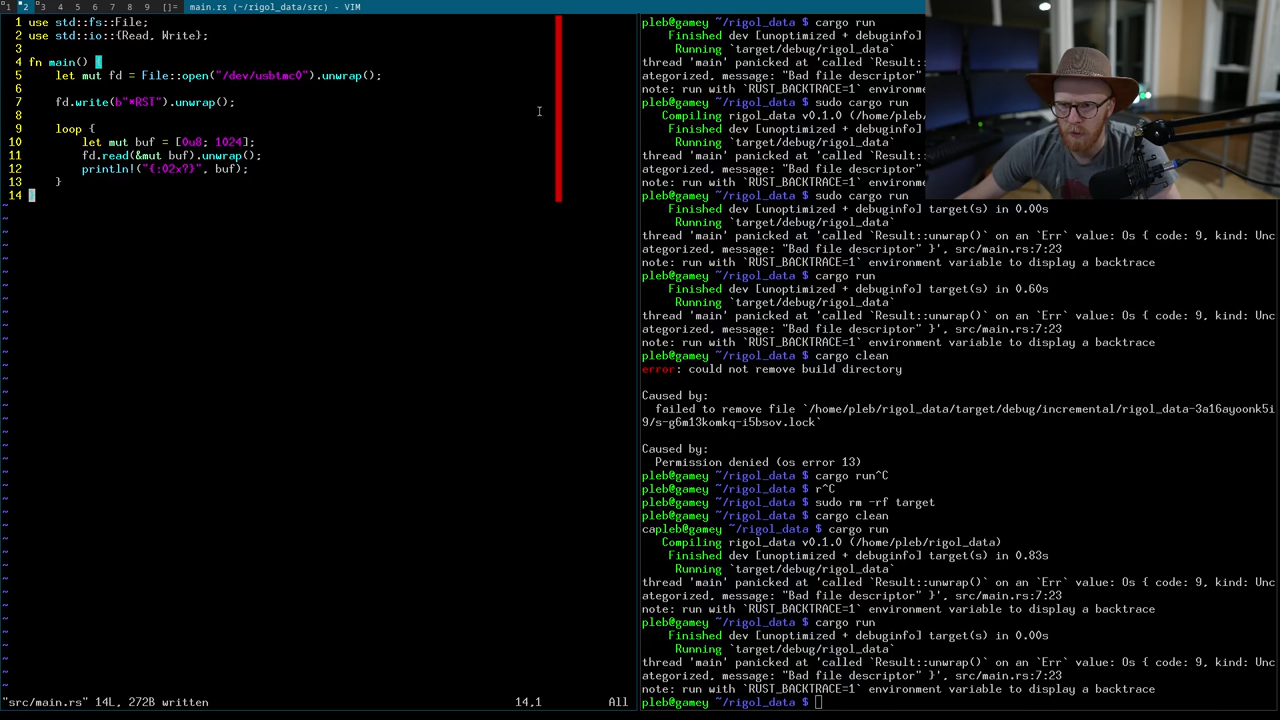 1 2 3 4 5 6 7 8 9 []= main.rs (~/rigol_data/src) - VIM
1 use std::fs::File;
2 use std::io::{Read, Write};
3
4 fn main() {
5     let mut fd = File::open("/dev/usbtmc0").unwrap();
6
7     fd.write(b"*RST").unwrap();
8
9     loop {
10         let mut buf = [0u8; 1024];
11         fd.read(&mut buf).unwrap();
12         println!("{:02x?}", buf);
13     }
14 }
~
"src/main.rs" 14L, 272B written 14,1 All
pleb@gamey ~/rigol_data $ cargo run
Finished dev [unoptimized + debuginfo]
Running `target/debug/rigol_data`
thread 'main' panicked at 'called `Result::
ategorized, message: "Bad file descriptor"
note: run with `RUST_BACKTRACE=1` environme
pleb@gamey ~/rigol_data $ sudo cargo run
Compiling rigol_data v0.1.0 (/home/pleb/
Finished dev [unoptimized + debuginfo]
Running `target/debug/rigol_data`
thread 'main' panicked at 'called `Result::
ategorized, message: "Bad file descriptor"
note: run with `RUST_BACKTRACE=1` environme
pleb@gamey ~/rigol_data $ sudo cargo run
Finished dev [unoptimized + debuginfo] target(s) in 0.00s
Running `target/debug/rigol_data`
thread 'main' panicked at 'called `Result::unwrap()` on an `Err` value: Os { code: 9, kind: Unc
ategorized, message: "Bad file descriptor" }', src/main.rs:7:23
note: run with `RUST_BACKTRACE=1` environment variable to display a backtrace
pleb@gamey ~/rigol_data $ cargo run
Finished dev [unoptimized + debuginfo] target(s) in 0.60s
Running `target/debug/rigol_data`
thread 'main' panicked at 'called `Result::unwrap()` on an `Err` value: Os { code: 9, kind: Unc
ategorized, message: "Bad file descriptor" }', src/main.rs:7:23
note: run with `RUST_BACKTRACE=1` environment variable to display a backtrace
pleb@gamey ~/rigol_data $ cargo clean
error: could not remove build directory
Caused by:
failed to remove file `/home/pleb/rigol_data/target/debug/incremental/rigol_data-3a16ayoonk5i
9/s-g6m13komkq-i5bsov.lock`
Caused by:
Permission denied (os error 13)
pleb@gamey ~/rigol_data $ cargo run^C
pleb@gamey ~/rigol_data $ r^C
pleb@gamey ~/rigol_data $ sudo rm -rf target
pleb@gamey ~/rigol_data $ cargo clean
capleb@gamey ~/rigol_data $ cargo run
Compiling rigol_data v0.1.0 (/home/pleb/rigol_data)
Finished dev [unoptimized + debuginfo] target(s) in 0.83s
Running `target/debug/rigol_data`
thread 'main' panicked at 'called `Result::unwrap()` on an `Err` value: Os { code: 9, kind: Unc
ategorized, message: "Bad file descriptor" }', src/main.rs:7:23
note: run with `RUST_BACKTRACE=1` environment variable to display a backtrace
pleb@gamey ~/rigol_data $ cargo run
Finished dev [unoptimized + debuginfo] target(s) in 0.00s
Running `target/debug/rigol_data`
thread 'main' panicked at 'called `Result::unwrap()` on an `Err` value: Os { code: 9, kind: Unc
ategorized, message: "Bad file descriptor" }', src/main.rs:7:23
note: run with `RUST_BACKTRACE=1` environment variable to display a backtrace
pleb@gamey ~/rigol_data $